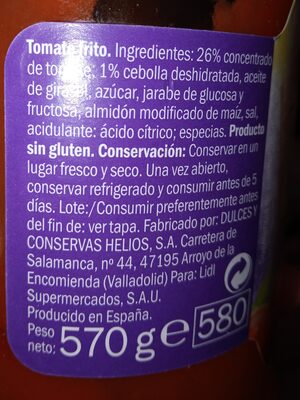 Tomate frito. Ingredientes: 26% concentrado
de tomate; 1% cebolla deshidratada, aceite
de girasol, azúcar, jarabe de glucosa y
fructosa, almidón modificado de maíz, sal,
acidulante: ácido cítrico; especias. Producto
sin gluten. Conservación: Conservar en un
lugar fresco y seco. Una vez abierto,
conservar refrigerado y consumir antes de 5
días. Lote:/Consumir preferentemente antes
del fin de: ver tapa. Fabricado por: DULCES Y
CONSERVAS HELIOS, S.A. Carretera de
Salamanca, nº 44, 47195 Arroyo de la
Encomienda (Valladolid) Para: Lidl
Supermercados, S.A.U.
Producido en España.
Peso
neto: 570 g e 580